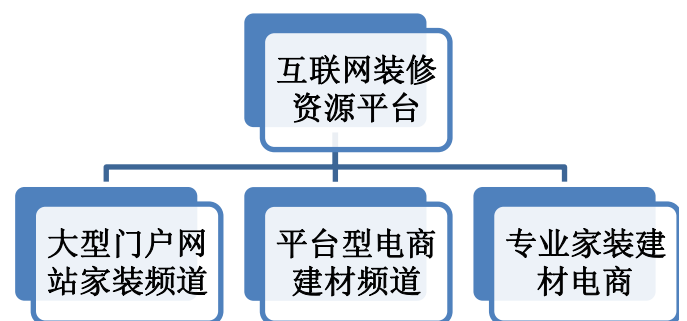 互联网装修
资源平台
大型门户网
站家装频道
平台型电商
建材频道
专业家装建
材电商